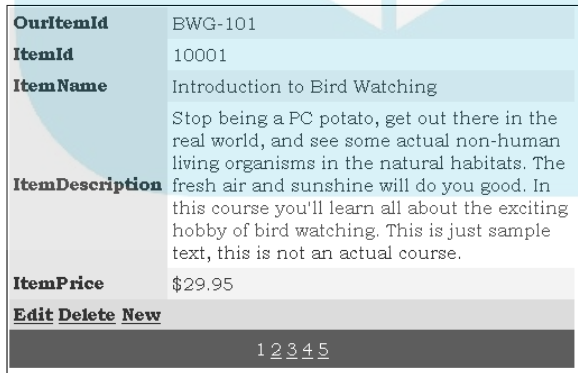 OurItemId BWG-101
ItemId 10001
ItemName Introduction to Bird Watching
Stop being a PC potato, get out there in the
real world, and see some actual non-human
living organisms in the natural habitats. The
ItemDescription fresh air and sunshine will do you good. In
this course you'll learn all about the exciting
hobby of bird watching. This is just sample
text, this is not an actual course.
ItemPrice $29.95
Edit Delete New
1 2 3 4 5